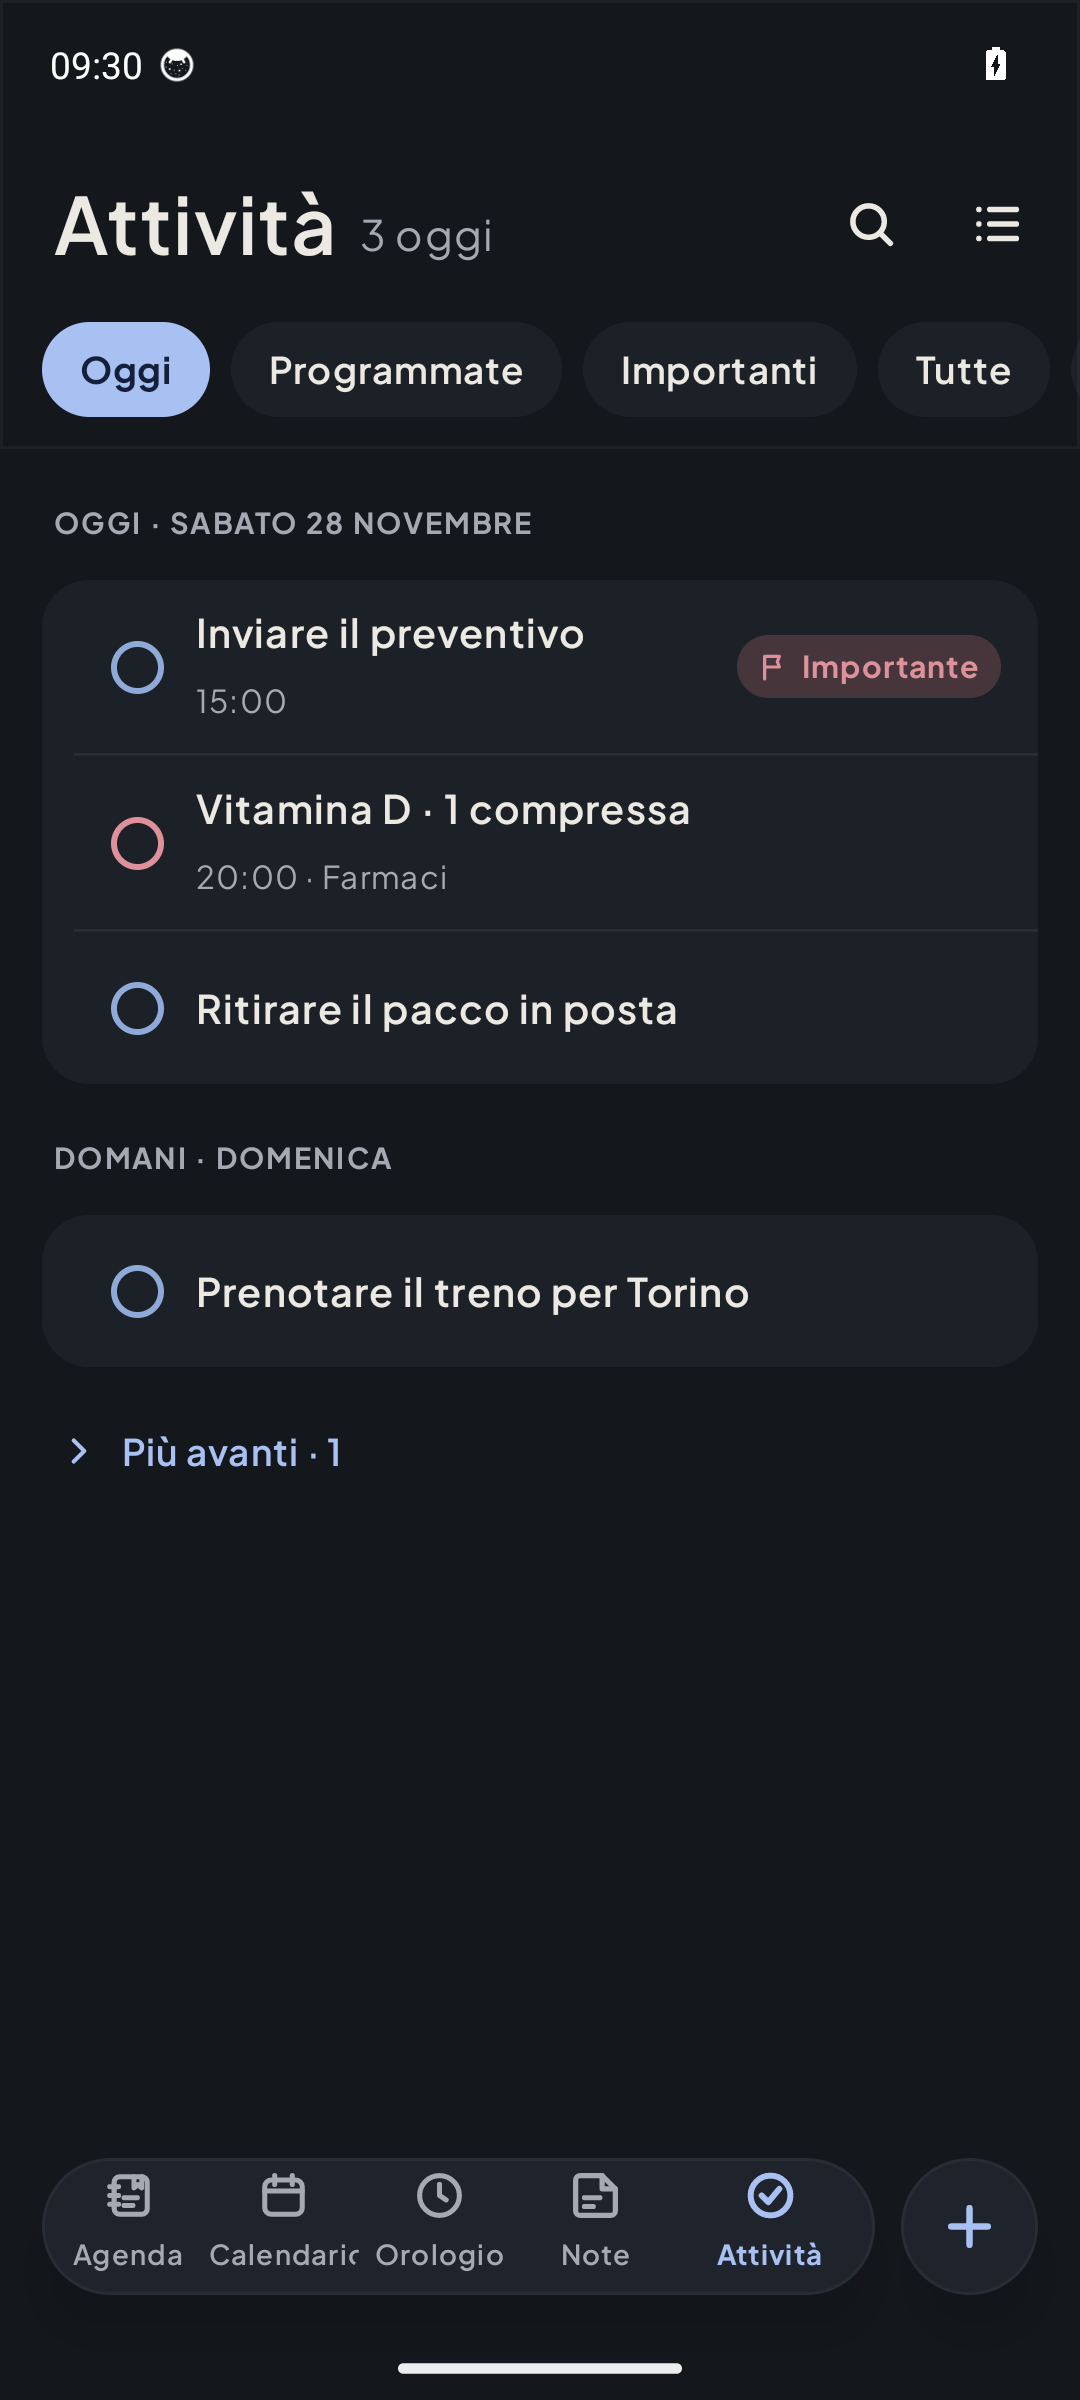 09:30
Attività 3 oggi
Oggi Programmate Importanti Tutte
OGGI · SABATO 28 NOVEMBRE
Inviare il preventivo
15:00
Importante
Vitamina D · 1 compressa
20:00 · Farmaci
Ritirare il pacco in posta
DOMANI · DOMENICA
Prenotare il treno per Torino
Più avanti · 1
Agenda Calendario Orologio Note Attività